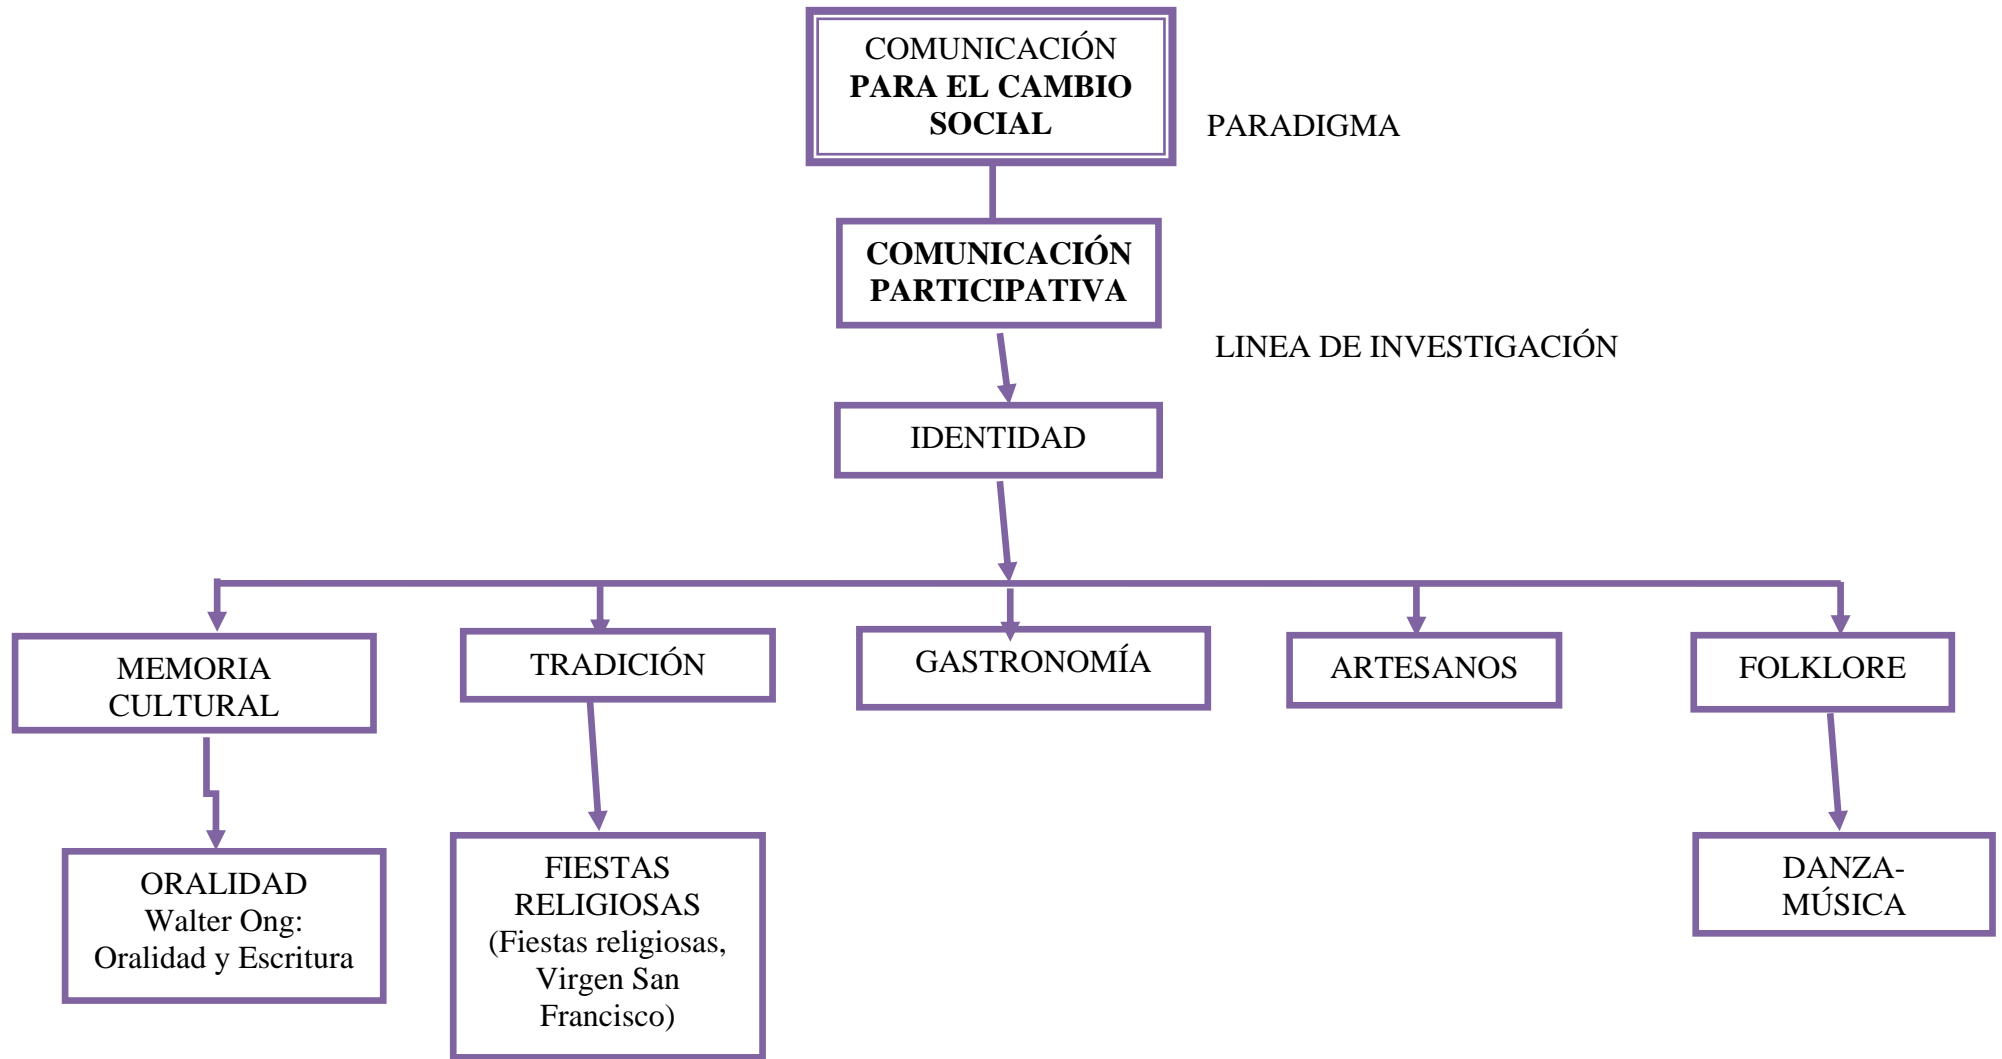 COMUNICACIÓN
PARA EL CAMBIO
SOCIAL
PARADIGMA
COMUNICACIÓN
PARTICIPATIVA
LINEA DE INVESTIGACIÓN
IDENTIDAD
MEMORIA
CULTURAL
TRADICIÓN
GASTRONOMÍA
ARTESANOS
FOLKLORE
ORALIDAD
Walter Ong:
Oralidad y Escritura
FIESTAS
RELIGIOSAS
(Fiestas religiosas,
Virgen San
Francisco)
DANZA-
MÚSICA